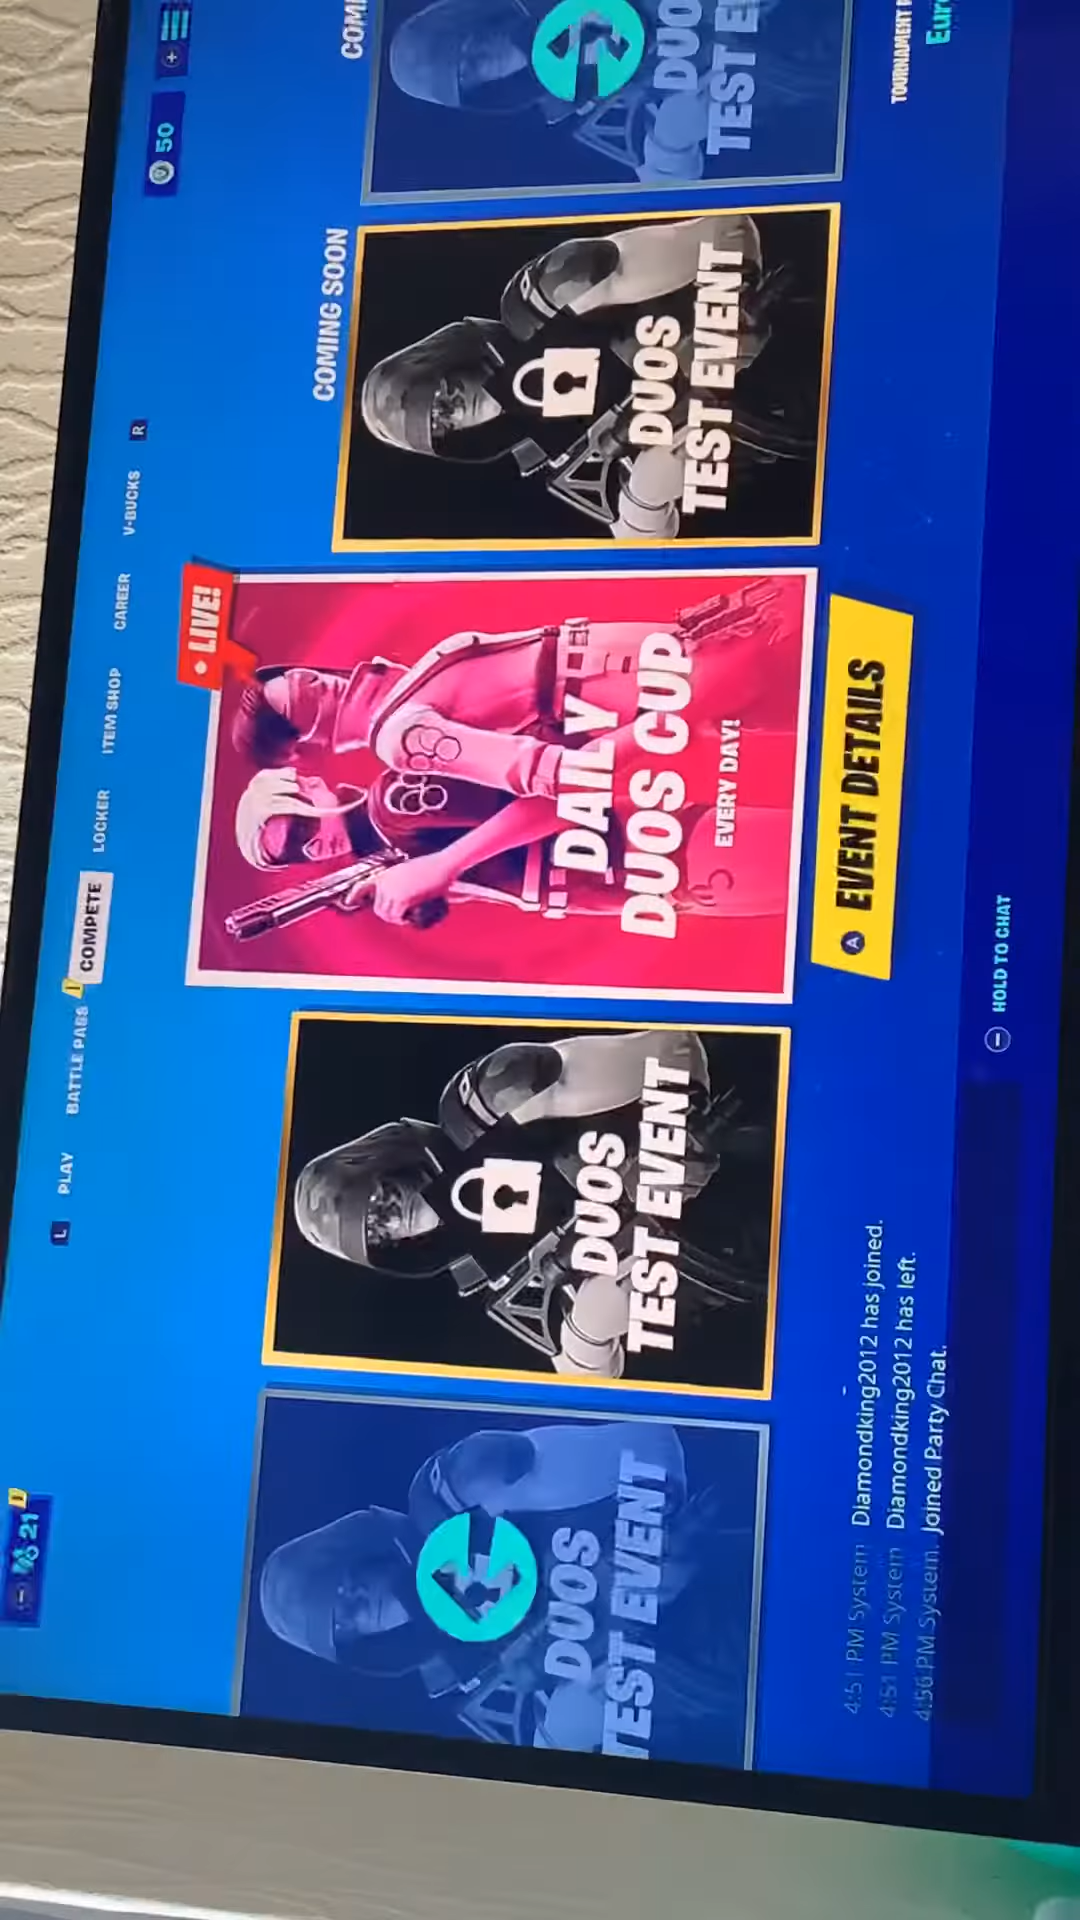 21
50
L
PLAY
BATTLE PASS
COMPETE
LOCKER
ITEM SHOP
CAREER
V-BUCKS
R
DUOS
TEST EVENT
DUOS
TEST EVENT
LIVE!
DAILY
DUOS CUP
EVERY DAY!
A EVENT DETAILS
COMING SOON
DUOS
TEST EVENT
COMI
DUO
TEST EV
TOURNAMENT
Euro
4:51 PM System Diamondking2012 has joined.
4:51 PM System Diamondking2012 has left.
4:56 PM System. Joined Party Chat.
HOLD TO CHAT